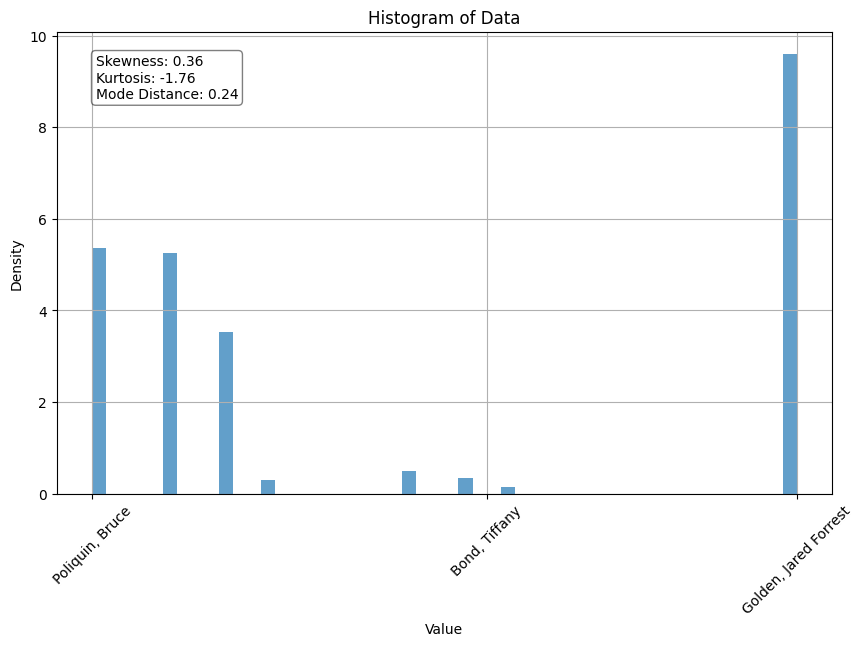 Histogram of Data
Skewness: 0.36
Kurtosis: -1.76
Mode Distance: 0.24
10
8
6
4
2
0
Density
Poliquin, Bruce
Bond, Tiffany
Golden, Jared Forrest
Value